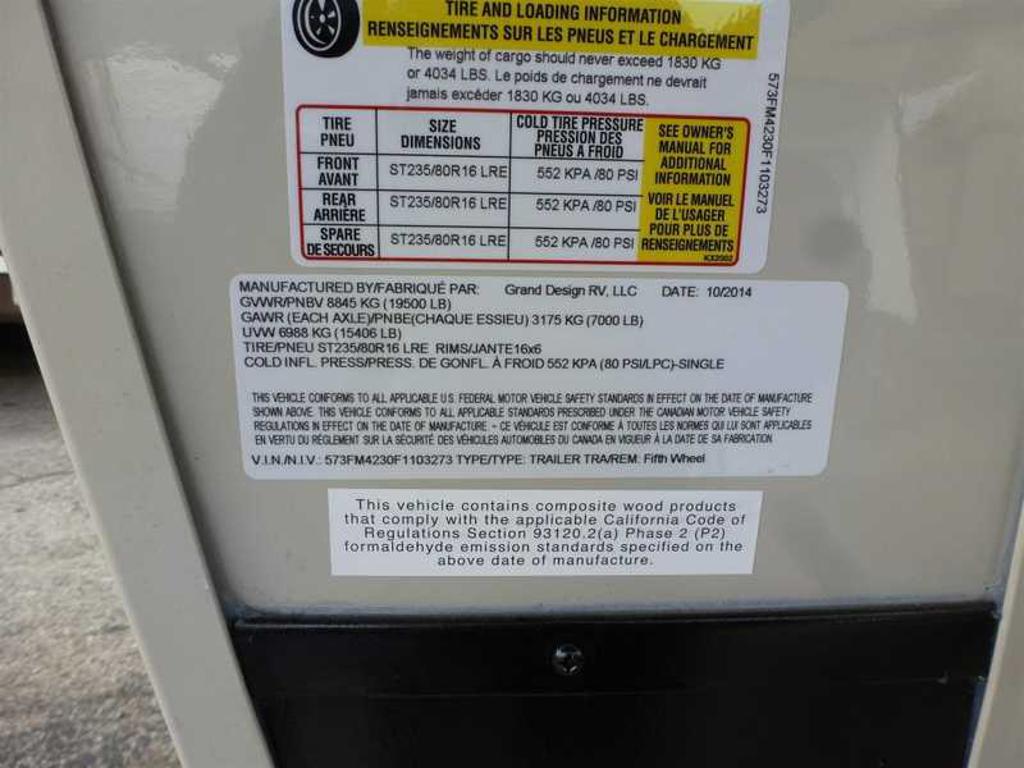 TIRE AND LOADING INFORMATION
RENSEIGNEMENTS SUR LES PNEUS ET LE CHARGEMENT
The weight of cargo should never exceed 1830 KG
or 4034 LBS. Le poids de chargement ne devrait
jamais excéder 1830 KG ou 4034 LBS.
573FM4230F1103273
TIRE PNEU SIZE DIMENSIONS COLD TIRE PRESSURE PRESSION DES PNEUS A FROID
FRONT AVANT ST235/80R16 LRE 552 KPA /80 PSI
REAR ARRIÈRE ST235/80R16 LRE 552 KPA /80 PSI
SPARE DE SECOURS ST235/80R16 LRE 552 KPA /80 PSI
SEE OWNER'S
MANUAL FOR
ADDITIONAL
INFORMATION
VOIR LE MANUEL
DE L'USAGER
POUR PLUS DE
RENSEIGNEMENTS
MANUFACTURED BY/FABRIQUÉ PAR: Grand Design RV, LLC DATE: 10/2014
GVWR/PNBV 8845 KG (19500 LB)
GAWR (EACH AXLE)/PNBE(CHAQUE ESSIEU) 3175 KG (7000 LB)
UVW 6988 KG (15406 LB)
TIRE/PNEU ST235/80R16 LRE RIMS/JANTE16x6
COLD INFL. PRESS/PRESS. DE GONFL. À FROID 552 KPA (80 PSI/LPC)-SINGLE
THIS VEHICLE CONFORMS TO ALL APPLICABLE U.S. FEDERAL MOTOR VEHICLE SAFETY STANDARDS IN EFFECT ON THE DATE OF MANUFACTURE
SHOWN ABOVE. THIS VEHICLE CONFORMS TO ALL APPLICABLE STANDARDS PRESCRIBED UNDER THE CANADIAN MOTOR VEHICLE SAFETY
REGULATIONS IN EFFECT ON THE DATE OF MANUFACTURE - CE VÉHICULE EST CONFORME À TOUTES LES NORMES QUI LUI SONT APPLICABLES
EN VERTU DU RÈGLEMENT SUR LA SÉCURITÉ DES VÉHICULES AUTOMOBILES DU CANADA EN VIGUEUR À LA DATE DE SA FABRICATION
V.I.N./N.I.V.: 573FM4230F1103273 TYPE/TYPE: TRAILER TRA/REM: Fifth Wheel
This vehicle contains composite wood products
that comply with the applicable California Code of
Regulations Section 93120.2(a) Phase 2 (P2)
formaldehyde emission standards specified on the
above date of manufacture.